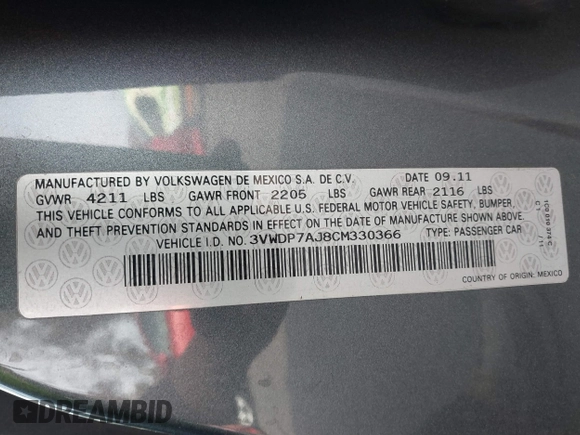 MANUFACTURED BY VOLKSWAGEN DE MEXICO S.A. DE C.V. DATE 09.11
GVWR 4211 LBS GAWR FRONT 2205 LBS GAWR REAR 2116 LBS
THIS VEHICLE CONFORMS TO ALL APPLICABLE U.S. FEDERAL MOTOR VEHICLE SAFETY, BUMPER,
AND THEFT PREVENTION STANDARDS IN EFFECT ON THE DATE OF MANUFACTURE SHOWN ABOVE.
VEHICLE I.D. NO. 3VWDP7AJ8CM330366 TYPE: PASSENGER CAR
COUNTRY OF ORIGIN: MEXICO
DREAMBID